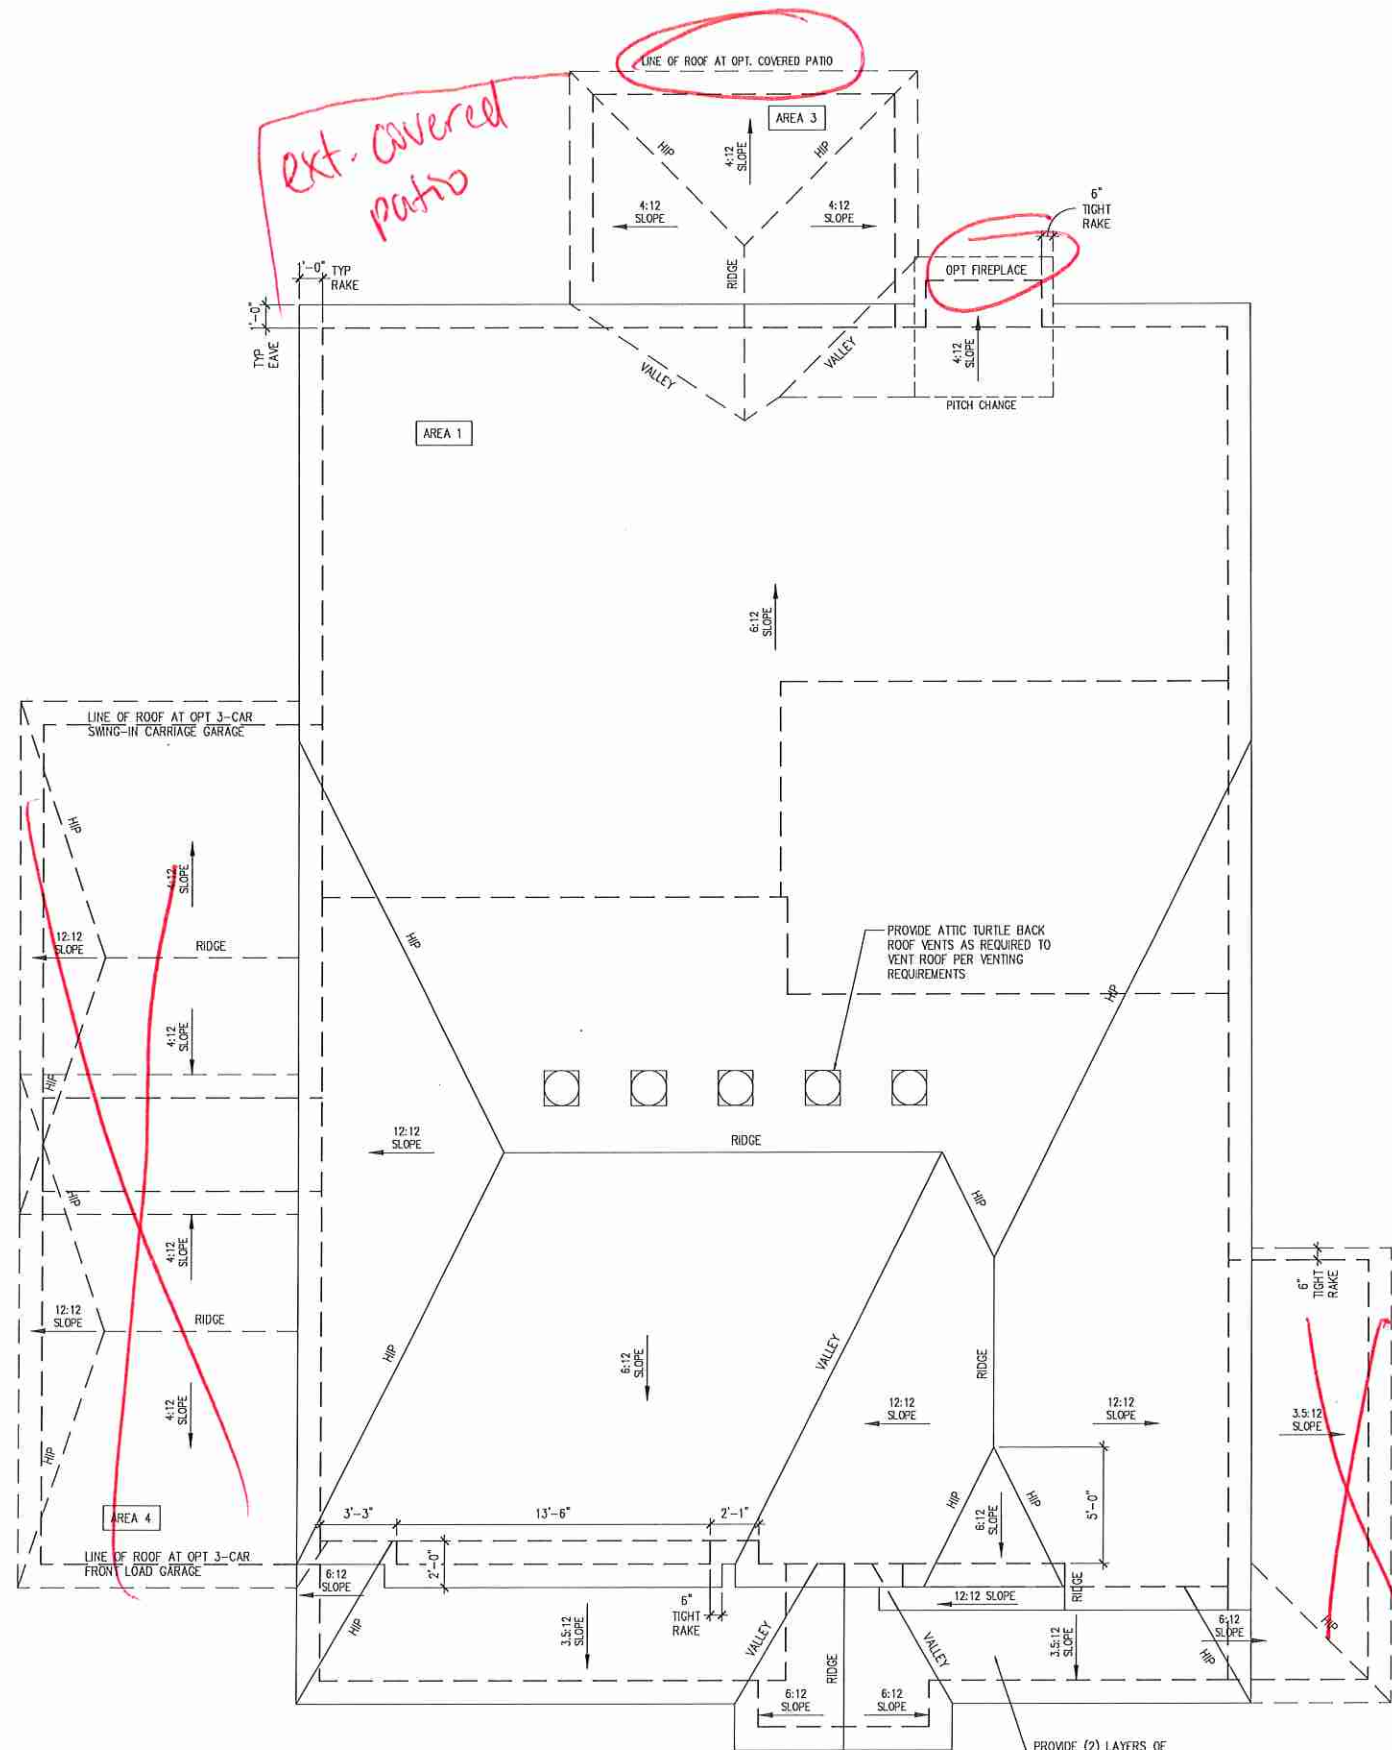 LINE OF ROOF AT OPT. COVERED PATIO
ext. covered
patio
AREA 3
HIP
HIP
4:12
SLOPE
4:12
SLOPE
4:12
SLOPE
6"
TIGHT
RAKE
RIDGE
OPT FIREPLACE
1'-0" TYP
RAKE
1'-0"
TYP
EAVE
VALLEY
VALLEY
4:12
SLOPE
PITCH CHANGE
AREA 1
6:12
SLOPE
LINE OF ROOF AT OPT 3-CAR
SWING-IN CARRIAGE GARAGE
HIP
4:12
SLOPE
12:12
SLOPE
RIDGE
HIP
PROVIDE ATTIC TURTLE BACK
ROOF VENTS AS REQUIRED TO
VENT ROOF PER VENTING
REQUIREMENTS
HIP
4:12
SLOPE
HIP
12:12
SLOPE
RIDGE
HIP
HIP
4:12
SLOPE
12:12
SLOPE
RIDGE
HIP
6:12
SLOPE
VALLEY
RIDGE
6"
TIGHT
RAKE
4:12
SLOPE
HIP
12:12
SLOPE
12:12
SLOPE
3.5:12
SLOPE
AREA 4
3'-3"
13'-6"
2'-1"
HIP
HIP
6:12
SLOPE
5'-0"
LINE OF ROOF AT OPT 3-CAR
FRONT LOAD GARAGE
6:12
SLOPE
2'-0"
6"
TIGHT
RAKE
12:12 SLOPE
RIDGE
HIP
3.5:12
SLOPE
VALLEY
RIDGE
VALLEY
3.5:12
SLOPE
6:12
SLOPE
HIP
HIP
6:12
SLOPE
6:12
SLOPE
PROVIDE (2) LAYERS OF